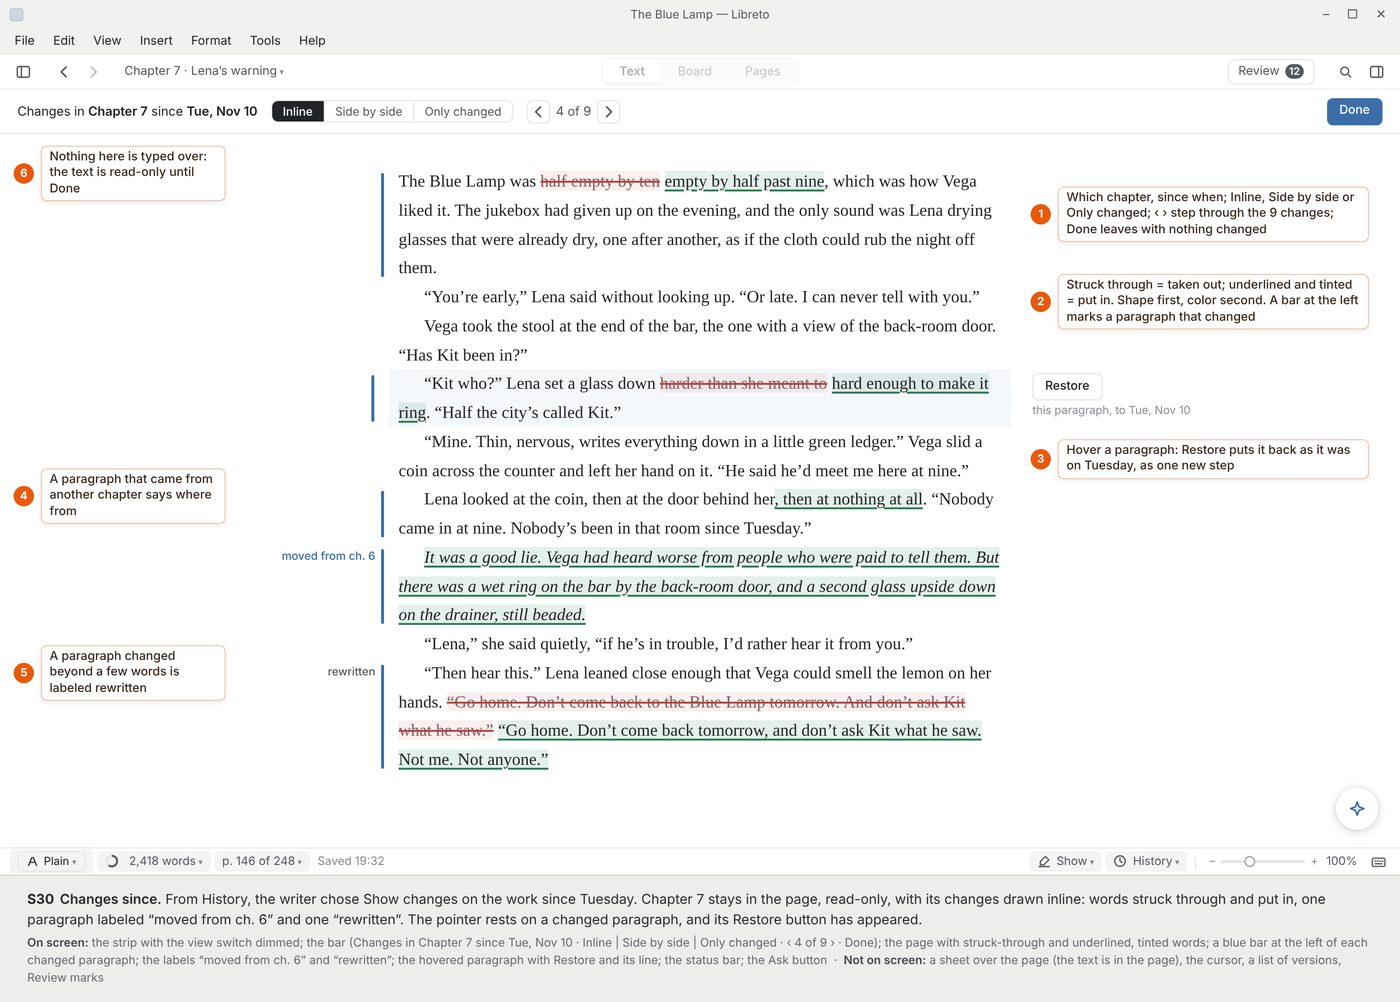 The Blue Lamp — Libreto
File Edit View Insert Format Tools Help
Chapter 7 · Lena’s warning
Text Board Pages
Review 12
Changes in Chapter 7 since Tue, Nov 10
Inline Side by side Only changed
4 of 9
Done
6
Nothing here is typed over:
the text is read-only until
Done
The Blue Lamp was half empty by ten empty by half past nine, which was how Vega
liked it. The jukebox had given up on the evening, and the only sound was Lena drying
glasses that were already dry, one after another, as if the cloth could rub the night off
them.
“You’re early,” Lena said without looking up. “Or late. I can never tell with you.”
Vega took the stool at the end of the bar, the one with a view of the back-room door.
“Has Kit been in?”
“Kit who?” Lena set a glass down harder than she meant to hard enough to make it
ring. “Half the city’s called Kit.”
“Mine. Thin, nervous, writes everything down in a little green ledger.” Vega slid a
coin across the counter and left her hand on it. “He said he’d meet me here at nine.”
Lena looked at the coin, then at the door behind her, then at nothing at all. “Nobody
came in at nine. Nobody’s been in that room since Tuesday.”
moved from ch. 6
It was a good lie. Vega had heard worse from people who were paid to tell them. But
there was a wet ring on the bar by the back-room door, and a second glass upside down
on the drainer, still beaded.
“Lena,” she said quietly, “if he’s in trouble, I’d rather hear it from you.”
rewritten
“Then hear this.” Lena leaned close enough that Vega could smell the lemon on her
hands. “Go home. Don’t come back to the Blue Lamp tomorrow. And don’t ask Kit
what he saw.” “Go home. Don’t come back tomorrow, and don’t ask Kit what he saw.
Not me. Not anyone.”
1
Which chapter, since when; Inline, Side by side or
Only changed; ‹ › step through the 9 changes;
Done leaves with nothing changed
2
Struck through = taken out; underlined and tinted
= put in. Shape first, color second. A bar at the left
marks a paragraph that changed
Restore
this paragraph, to Tue, Nov 10
3
Hover a paragraph: Restore puts it back as it was
on Tuesday, as one new step
4
A paragraph that came from
another chapter says where
from
5
A paragraph changed
beyond a few words is
labeled rewritten
A Plain 2,418 words p. 146 of 248 Saved 19:32
Show History − + 100%
S30 Changes since. From History, the writer chose Show changes on the work since Tuesday. Chapter 7 stays in the page, read-only, with its changes drawn inline: words struck through and put in, one
paragraph labeled “moved from ch. 6” and one “rewritten”. The pointer rests on a changed paragraph, and its Restore button has appeared.
On screen: the strip with the view switch dimmed; the bar (Changes in Chapter 7 since Tue, Nov 10 · Inline | Side by side | Only changed · ‹ 4 of 9 › · Done); the page with struck-through and underlined, tinted words; a blue bar at the left of each
changed paragraph; the labels “moved from ch. 6” and “rewritten”; the hovered paragraph with Restore and its line; the status bar; the Ask button · Not on screen: a sheet over the page (the text is in the page), the cursor, a list of versions,
Review marks